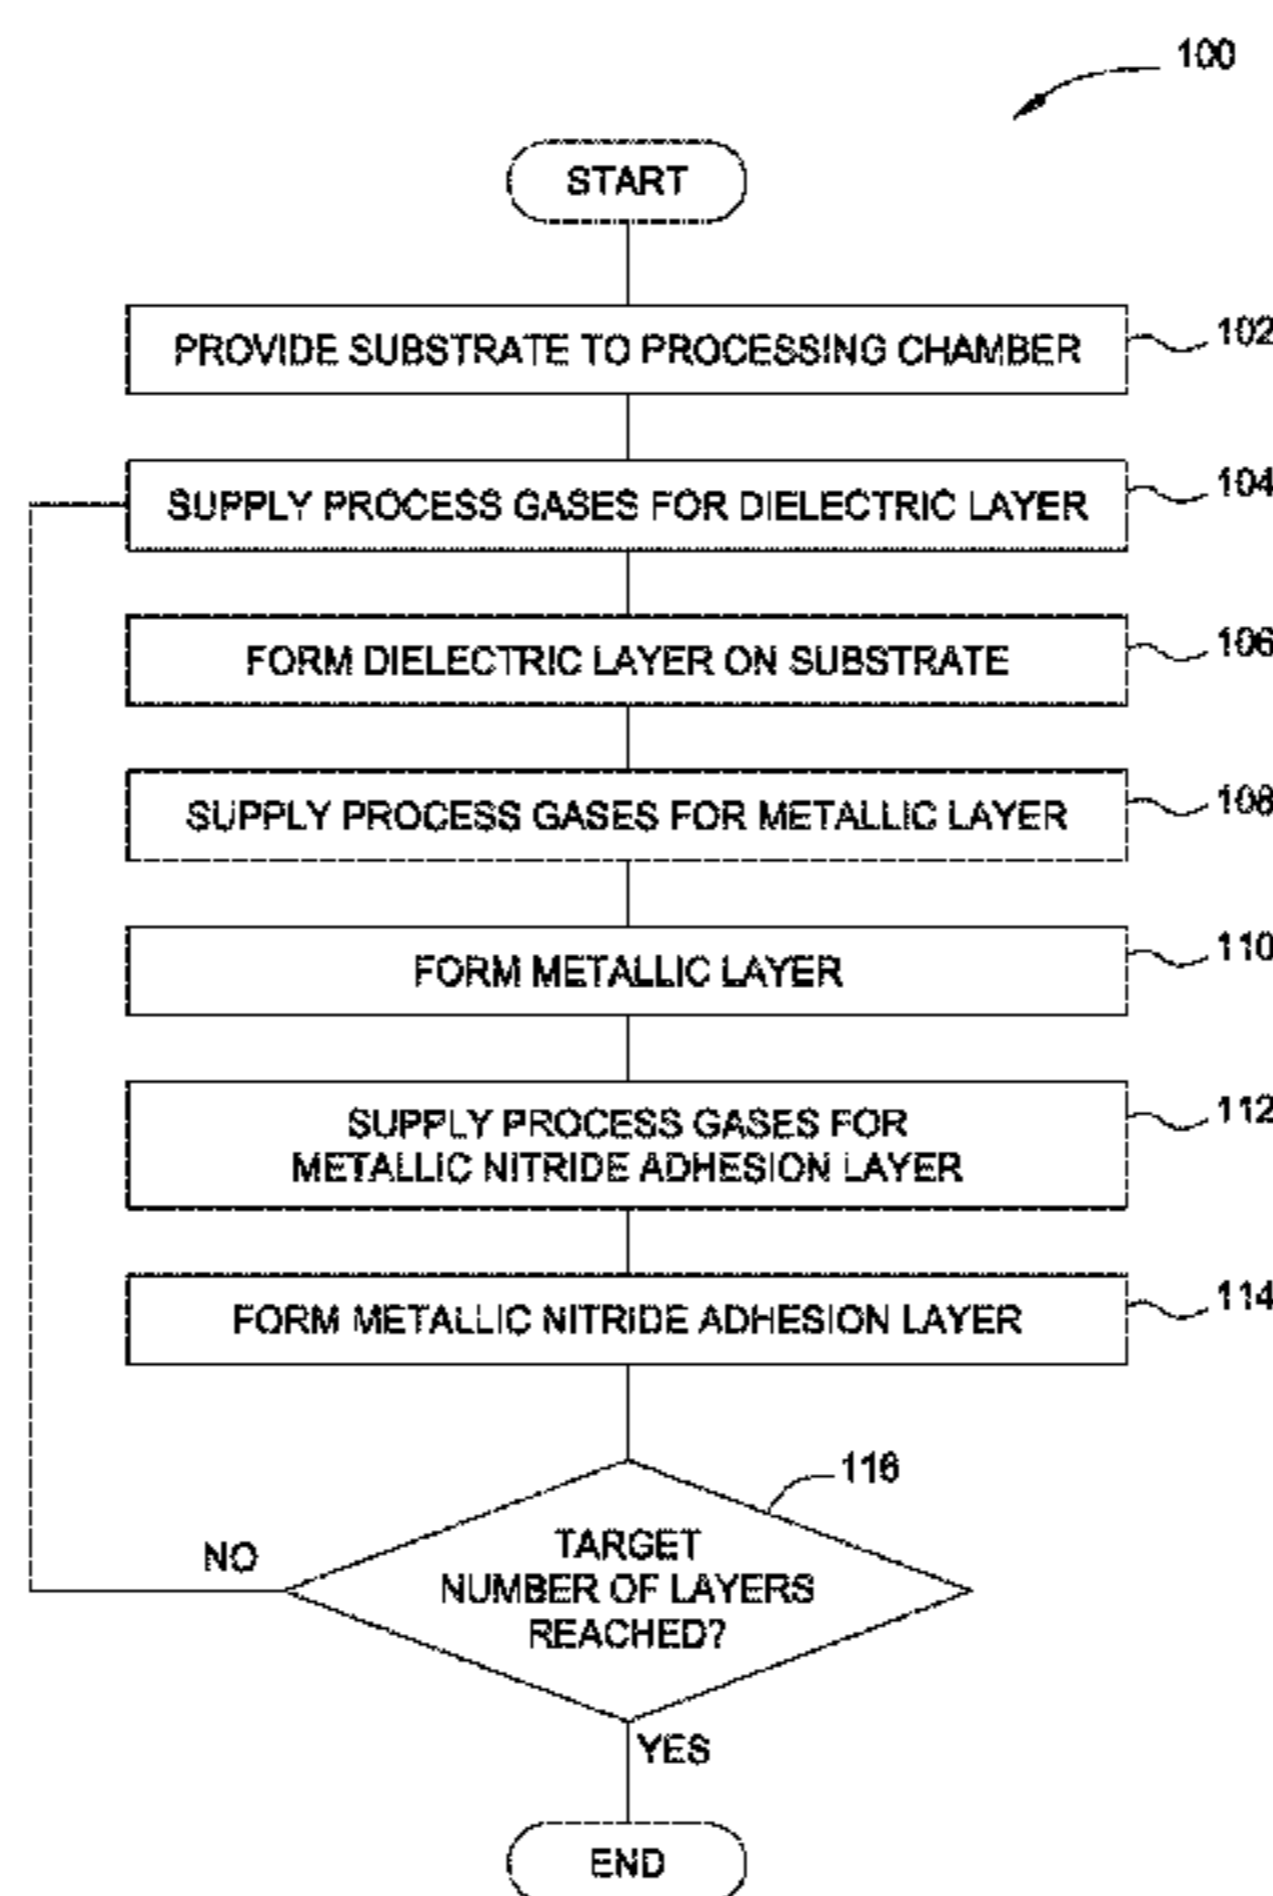 100
START
PROVIDE SUBSTRATE TO PROCESSING CHAMBER
102
SUPPLY PROCESS GASES FOR DIELECTRIC LAYER
104
FORM DIELECTRIC LAYER ON SUBSTRATE
106
SUPPLY PROCESS GASES FOR METALLIC LAYER
108
FORM METALLIC LAYER
110
SUPPLY PROCESS GASES FOR
METALLIC NITRIDE ADHESION LAYER
112
FORM METALLIC NITRIDE ADHESION LAYER
114
116
NO
TARGET
NUMBER OF LAYERS
REACHED?
YES
END